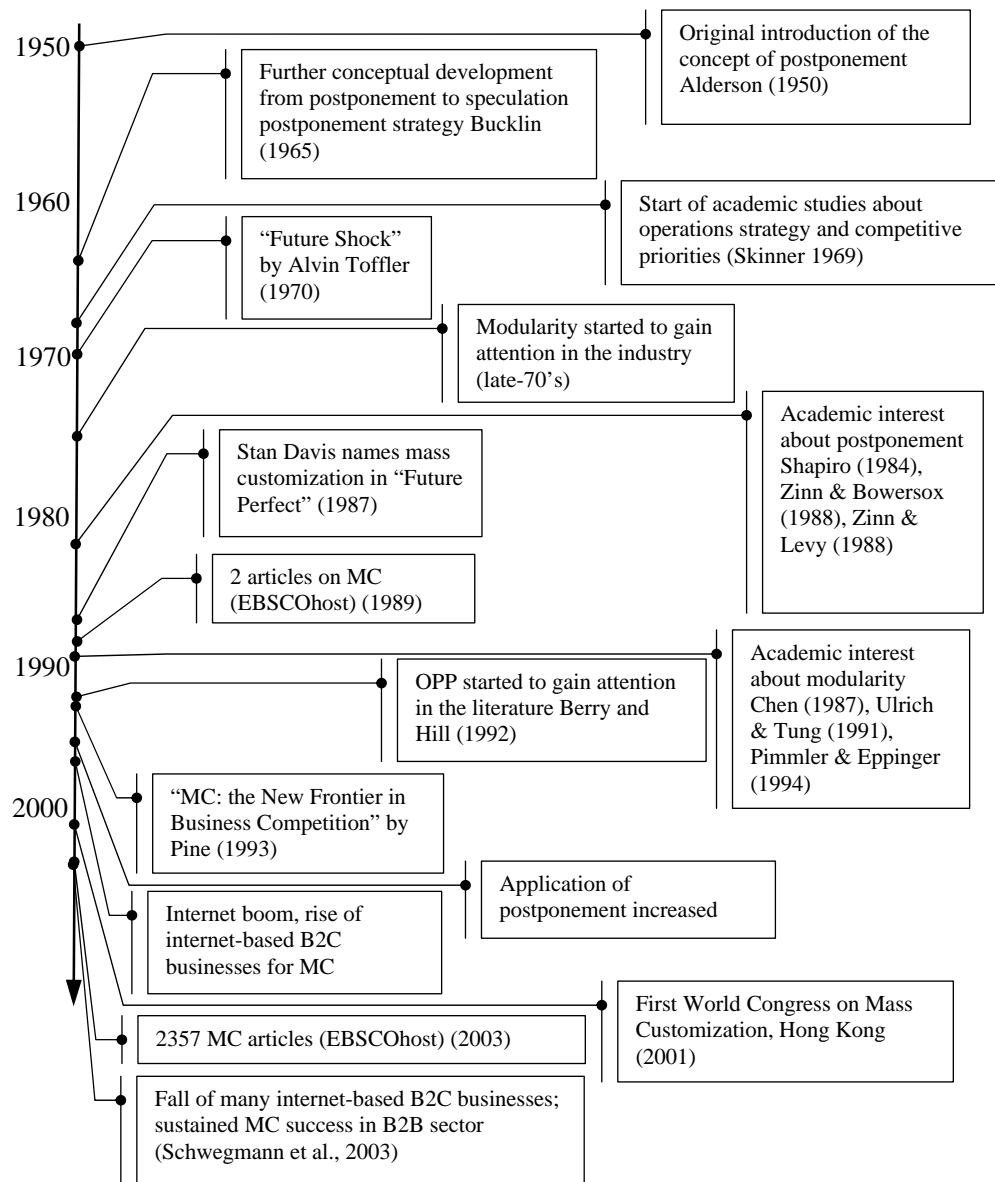 1950
Original introduction of the
concept of postponement
Alderson (1950)
Further conceptual development
from postponement to speculation
postponement strategy Bucklin
(1965)
1960
Start of academic studies about
operations strategy and competitive
priorities (Skinner 1969)
“Future Shock”
by Alvin Toffler
(1970)
1970
Modularity started to gain
attention in the industry
(late-70’s)
Academic interest
about postponement
Shapiro (1984),
Zinn & Bowersox
(1988), Zinn &
Levy (1988)
Stan Davis names mass
customization in “Future
Perfect” (1987)
1980
2 articles on MC
(EBSCOhost) (1989)
1990
Academic interest
about modularity
Chen (1987), Ulrich
& Tung (1991),
Pimmler & Eppinger
(1994)
OPP started to gain attention
in the literature Berry and
Hill (1992)
2000
“MC: the New Frontier in
Business Competition” by
Pine (1993)
Application of
postponement increased
Internet boom, rise of
internet-based B2C
businesses for MC
First World Congress on Mass
Customization, Hong Kong
(2001)
2357 MC articles (EBSCOhost) (2003)
Fall of many internet-based B2C businesses;
sustained MC success in B2B sector
(Schwegmann et al., 2003)